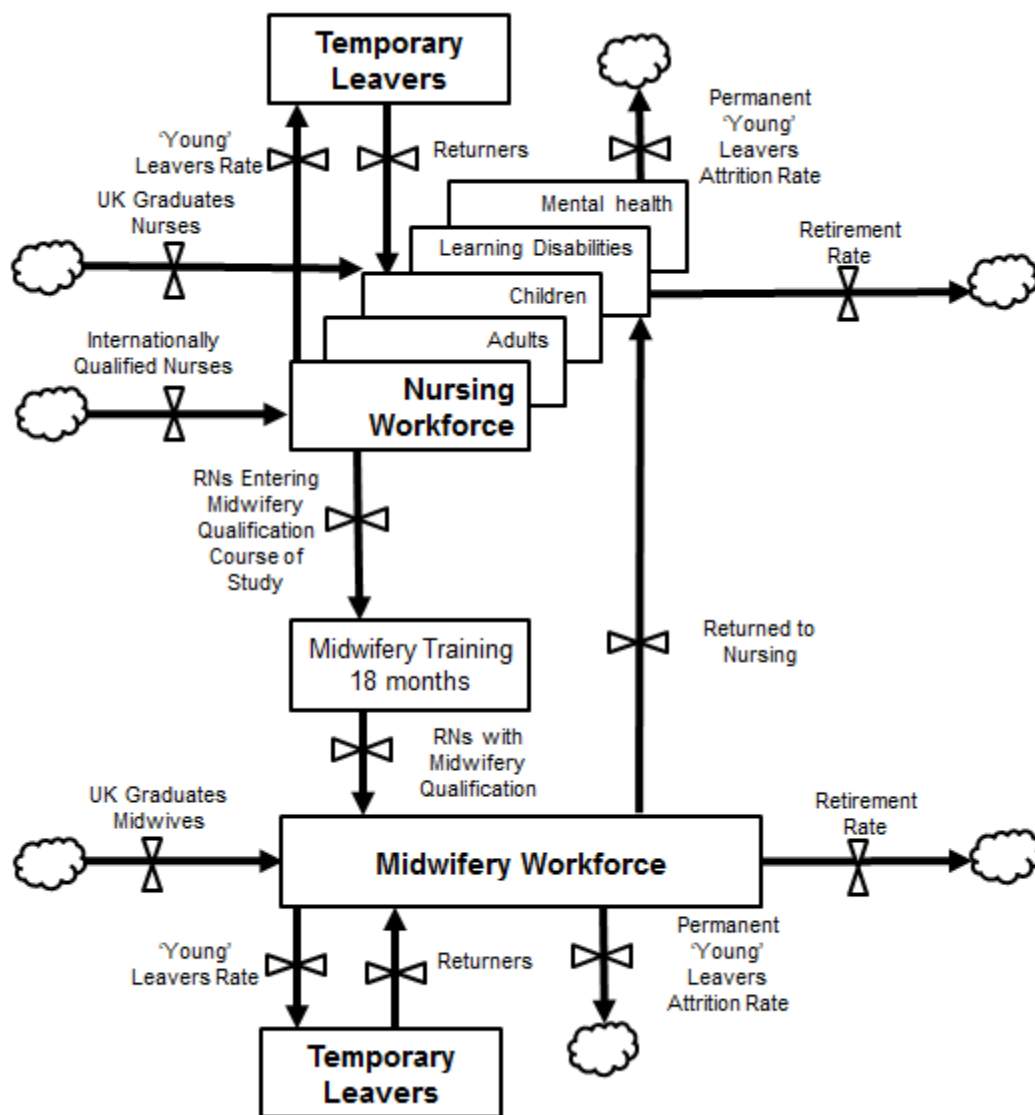 Temporary
Leavers
Permanent
‘Young’
Leavers
Attrition Rate
‘Young’
Leavers Rate
Returners
UK Graduates
Nurses
Mental health
Learning Disabilities
Children
Adults
Retirement
Rate
Internationally
Qualified Nurses
Nursing
Workforce
RNs Entering
Midwifery
Qualification
Course of
Study
Midwifery Training
18 months
Returned to
Nursing
RNs with
Midwifery
Qualification
UK Graduates
Midwives
Midwifery Workforce
Retirement
Rate
‘Young’
Leavers Rate
Returners
Permanent
‘Young’
Leavers
Attrition Rate
Temporary
Leavers